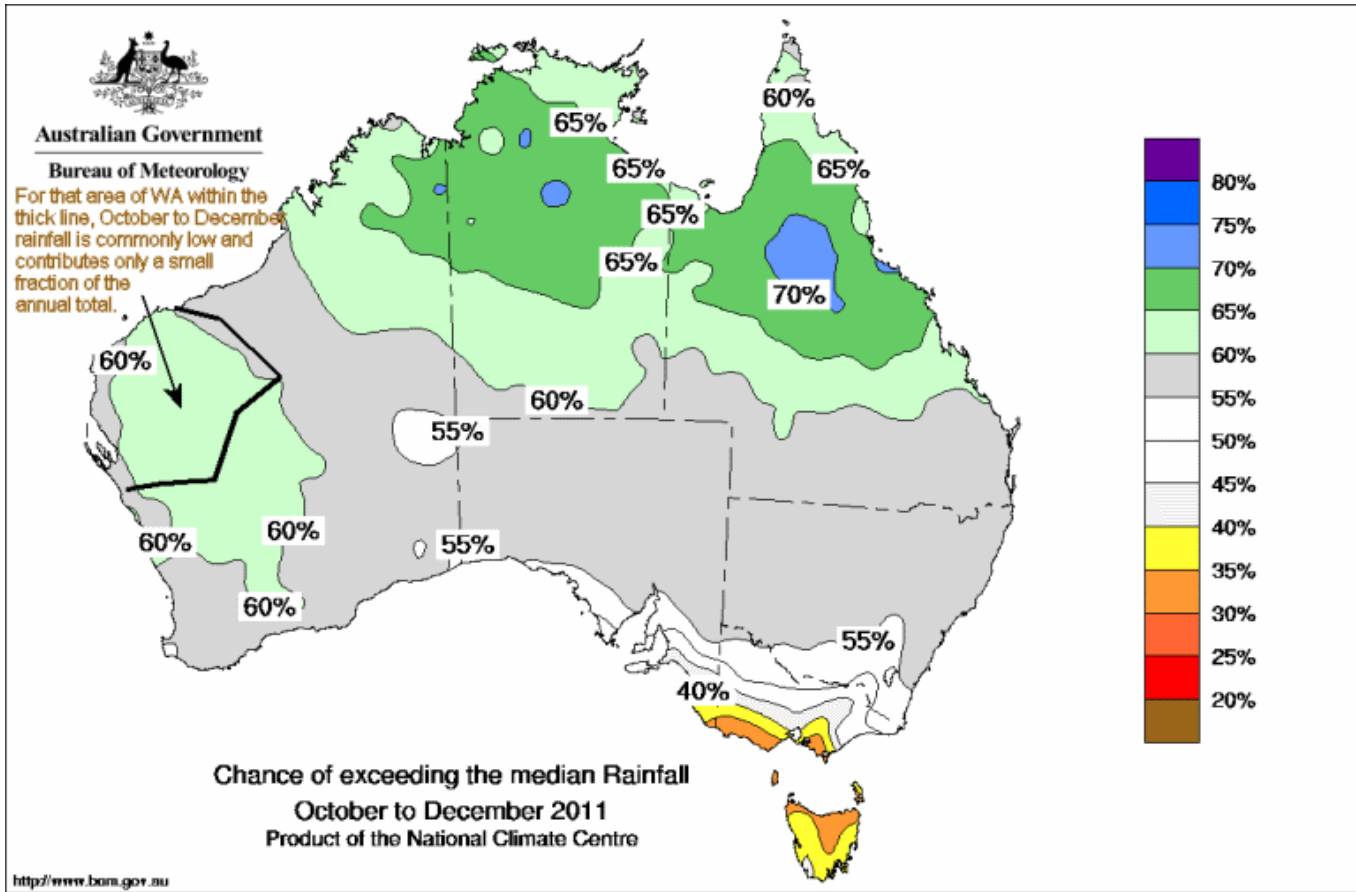 Australian Government
Bureau of Meteorology
For that area of WA within the
thick line, October to December
rainfall is commonly low and
contributes only a small
fraction of the
annual total.
60%
65%
65%
65%
65%
65%
70%
60%
60%
55%
60%
60%
55%
60%
55%
40%
80%
75%
70%
65%
60%
55%
50%
45%
40%
35%
30%
25%
20%
Chance of exceeding the median Rainfall
October to December 2011
Product of the National Climate Centre
http://www.bom.gov.au